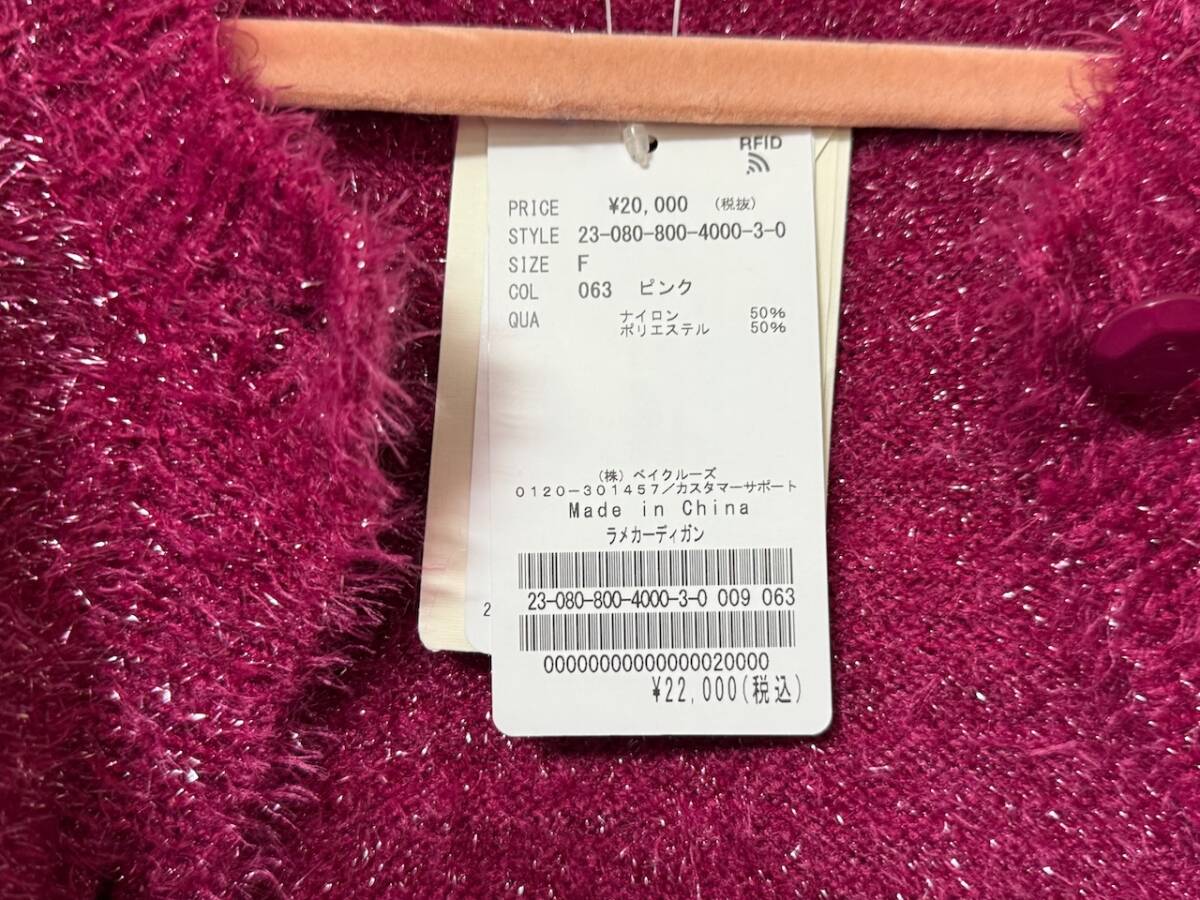 RFID
PRICE ¥20,000 (税抜)
STYLE 23-080-800-4000-3-0
SIZE F
COL 063 ピンク
QUA ナイロン 50%
ポリエステル 50%
(株) ベイクルーズ
0120-301457/カスタマーサポート
Made in China
ラメカーディガン
23-080-800-4000-3-0 009 063
2
00000000000000020000
¥22,000(税込)